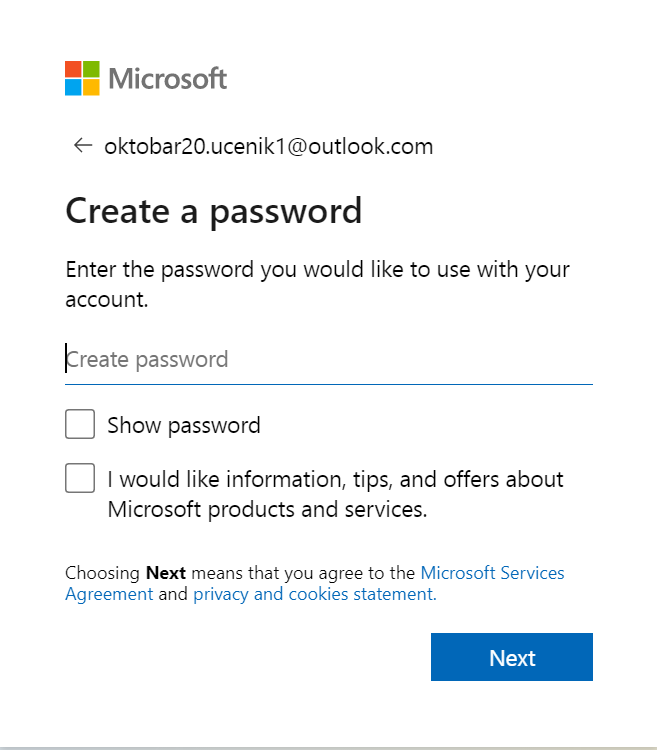 Microsoft
oktobar20.ucenik1@outlook.com
Create a password
Enter the password you would like to use with your
account.
Create password
Show password
I would like information, tips, and offers about
Microsoft products and services.
Choosing Next means that you agree to the Microsoft Services
Agreement and privacy and cookies statement.
Next